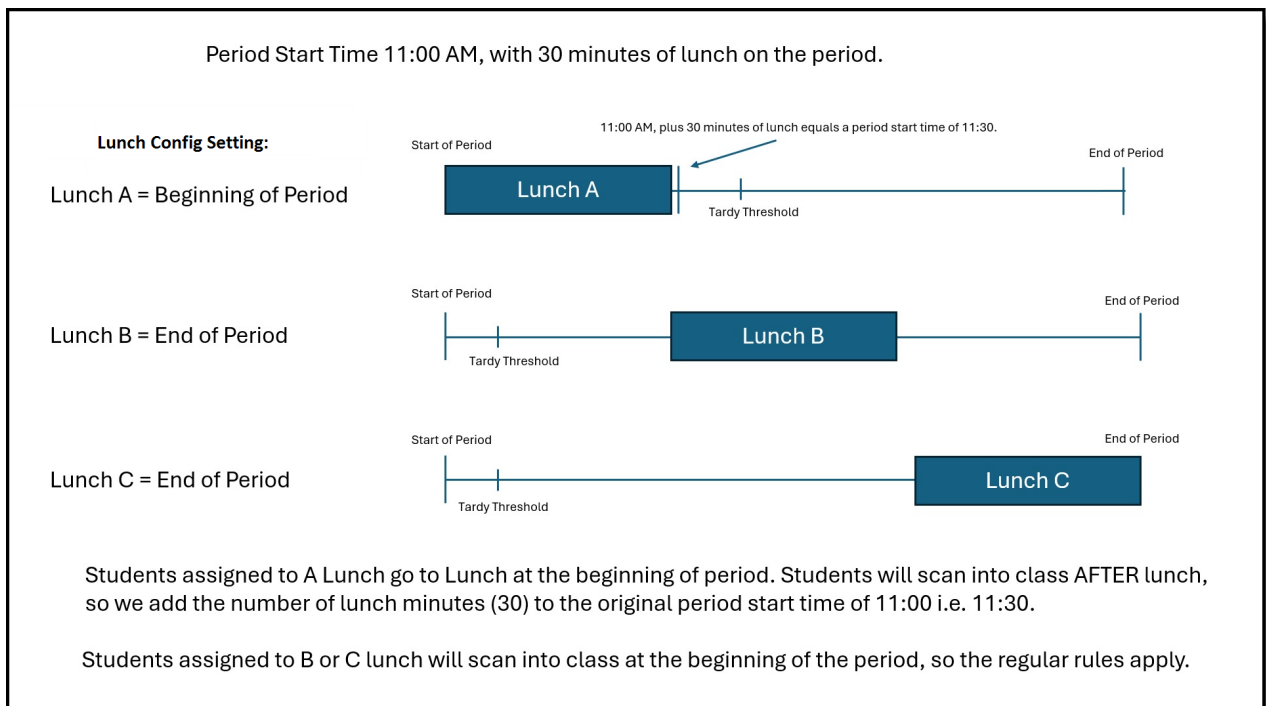 Period Start Time 11:00 AM, with 30 minutes of lunch on the period.
Lunch Config Setting:
11:00 AM, plus 30 minutes of lunch equals a period start time of 11:30.
Start of Period
End of Period
Lunch A = Beginning of Period
Lunch A
Tardy Threshold
Start of Period
End of Period
Lunch B = End of Period
Lunch B
Tardy Threshold
Start of Period
End of Period
Lunch C = End of Period
Lunch C
Tardy Threshold
Students assigned to A Lunch go to Lunch at the beginning of period. Students will scan into class AFTER lunch,
so we add the number of lunch minutes (30) to the original period start time of 11:00 i.e. 11:30.
Students assigned to B or C lunch will scan into class at the beginning of the period, so the regular rules apply.